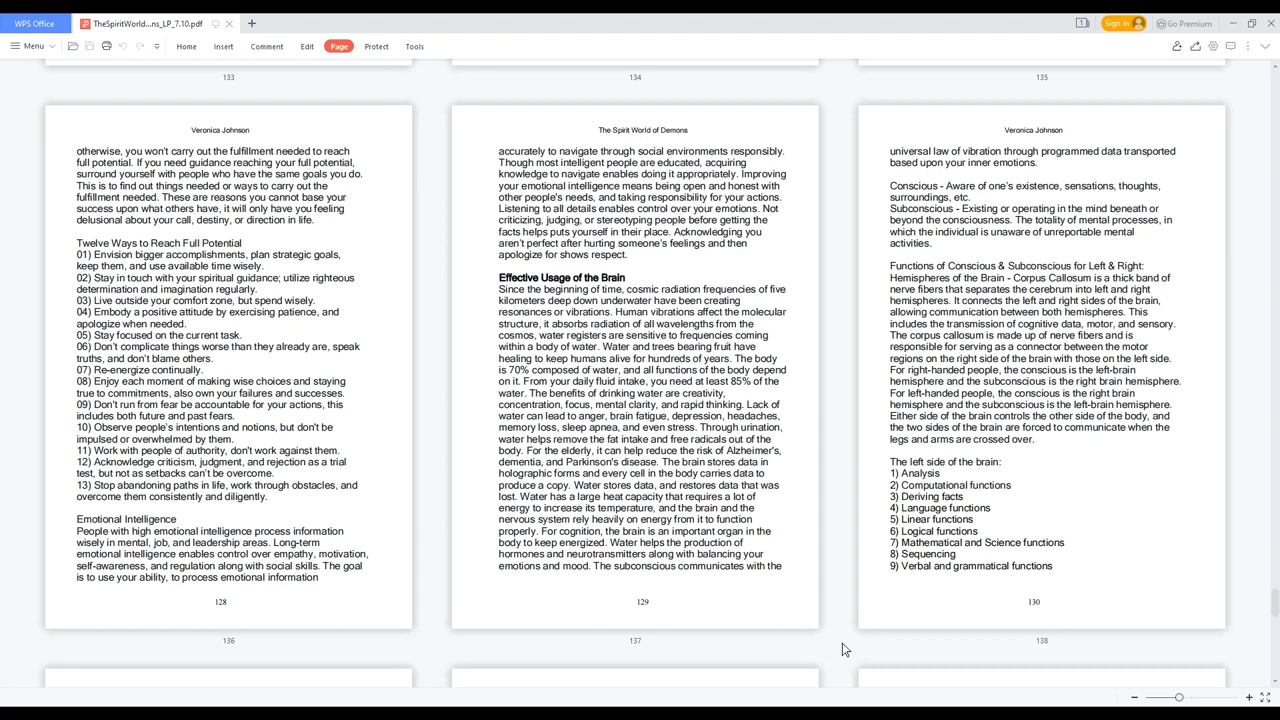 WPS Office
TheSpiritWorld...ns_LP_7.10.pdf
Sign in
Go Premium
Menu
Home
Insert
Comment
Edit
Page
Protect
Tools
133
134
135
Veronica Johnson
otherwise, you won't carry out the fulfillment needed to reach
full potential. If you need guidance reaching your full potential,
surround yourself with people who have the same goals you do.
This is to find out things needed or ways to carry out the
fulfillment needed. These are reasons you cannot base your
success upon what others have, it will only have you feeling
delusional about your call, destiny, or direction in life.
Twelve Ways to Reach Full Potential
01) Envision bigger accomplishments, plan strategic goals,
keep them, and use available time wisely.
02) Stay in touch with your spiritual guidance; utilize righteous
determination and imagination regularly.
03) Live outside your comfort zone, but spend wisely.
04) Embody a positive attitude by exercising patience, and
apologize when needed.
05) Stay focused on the current task.
06) Don't complicate things worse than they already are, speak
truths, and don't blame others.
07) Re-energize continually.
08) Enjoy each moment of making wise choices and staying
true to commitments, also own your failures and successes.
09) Don't run from fear be accountable for your actions, this
includes both future and past fears.
10) Observe people's intentions and notions, but don't be
impulsed or overwhelmed by them.
11) Work with people of authority, don't work against them.
12) Acknowledge criticism, judgment, and rejection as a trial
test, but not as setbacks can't be overcome.
13) Stop abandoning paths in life, work through obstacles, and
overcome them consistently and diligently.
Emotional Intelligence
People with high emotional intelligence process information
wisely in mental, job, and leadership areas. Long-term
emotional intelligence enables control over empathy, motivation,
self-awareness, and regulation along with social skills. The goal
is to use your ability, to process emotional information
128
136
The Spirit World of Demons
accurately to navigate through social environments responsibly.
Though most intelligent people are educated, acquiring
knowledge to navigate enables doing it appropriately. Improving
your emotional intelligence means being open and honest with
other people's needs, and taking responsibility for your actions.
Listening to all details enables control over your emotions. Not
criticizing, judging, or stereotyping people before getting the
facts helps puts yourself in their place. Acknowledging you
aren't perfect after hurting someone's feelings and then
apologize for shows respect.
Effective Usage of the Brain
Since the beginning of time, cosmic radiation frequencies of five
kilometers deep down underwater have been creating
resonances or vibrations. Human vibrations affect the molecular
structure, it absorbs radiation of all wavelengths from the
cosmos, water registers are sensitive to frequencies coming
within a body of water. Water and trees bearing fruit have
healing to keep humans alive for hundreds of years. The body
is 70% composed of water, and all functions of the body depend
on it. From your daily fluid intake, you need at least 85% of the
water. The benefits of drinking water are creativity,
concentration, focus, mental clarity, and rapid thinking. Lack of
water can lead to anger, brain fatigue, depression, headaches,
memory loss, sleep apnea, and even stress. Through urination,
water helps remove the fat intake and free radicals out of the
body. For the elderly, it can help reduce the risk of Alzheimer's,
dementia, and Parkinson's disease. The brain stores data in
holographic forms and every cell in the body carries data to
produce a copy. Water stores data, and restores data that was
lost. Water has a large heat capacity that requires a lot of
energy to increase its temperature, and the brain and the
nervous system rely heavily on energy from it to function
properly. For cognition, the brain is an important organ in the
body to keep energized. Water helps the production of
hormones and neurotransmitters along with balancing your
emotions and mood. The subconscious communicates with the
129
137
Veronica Johnson
universal law of vibration through programmed data transported
based upon your inner emotions.
Conscious - Aware of one's existence, sensations, thoughts,
surroundings, etc.
Subconscious - Existing or operating in the mind beneath or
beyond the consciousness. The totality of mental processes, in
which the individual is unaware of unreportable mental
activities.
Functions of Conscious & Subconscious for Left & Right:
Hemispheres of the Brain - Corpus Callosum is a thick band of
nerve fibers that separates the cerebrum into left and right
hemispheres. It connects the left and right sides of the brain,
allowing communication between both hemispheres. This
includes the transmission of cognitive data, motor, and sensory.
The corpus callosum is made up of nerve fibers and is
responsible for serving as a connector between the motor
regions on the right side of the brain with those on the left side.
For right-handed people, the conscious is the left-brain
hemisphere and the subconscious is the right brain hemisphere.
For left-handed people, the conscious is the right brain
hemisphere and the subconscious is the left-brain hemisphere.
Either side of the brain controls the other side of the body, and
the two sides of the brain are forced to communicate when the
legs and arms are crossed over.
The left side of the brain:
1) Analysis
2) Computational functions
3) Deriving facts
4) Language functions
5) Linear functions
6) Logical functions
7) Mathematical and Science functions
8) Sequencing
9) Verbal and grammatical functions
130
138